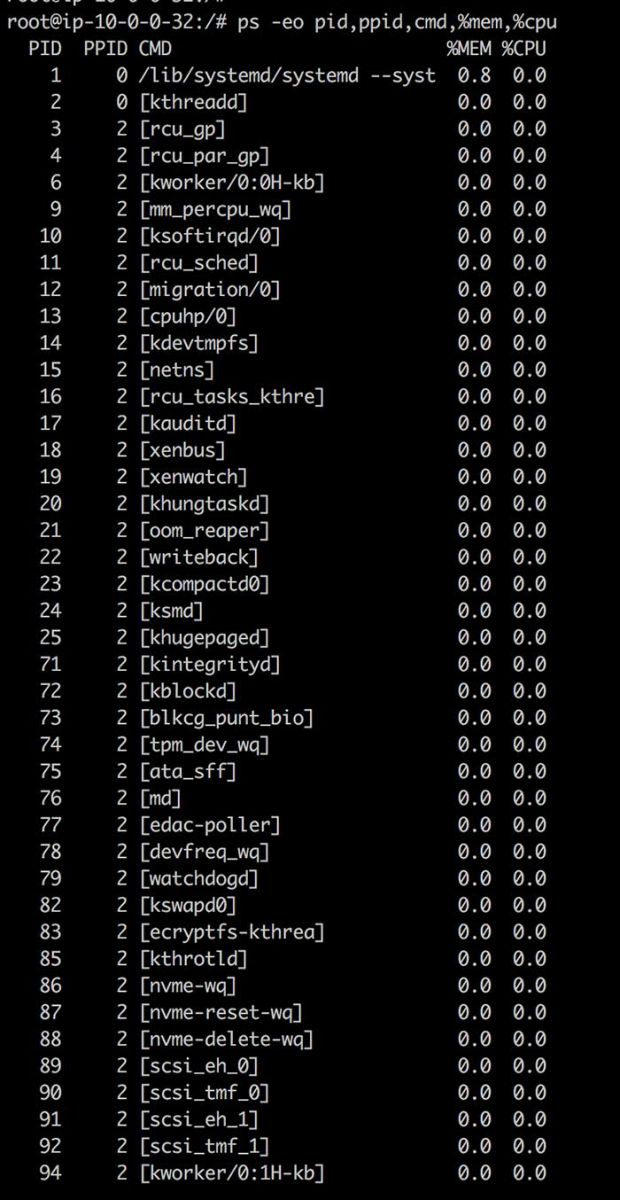 root@ip-10-0-0-32:/#
root@ip-10-0-0-32:/# ps -eo pid,ppid,cmd,%mem,%cpu
PID PPID CMD %MEM %CPU
1 0 /lib/systemd/systemd --syst 0.8 0.0
2 0 [kthreadd] 0.0 0.0
3 2 [rcu_gp] 0.0 0.0
4 2 [rcu_par_gp] 0.0 0.0
6 2 [kworker/0:0H-kb] 0.0 0.0
9 2 [mm_percpu_wq] 0.0 0.0
10 2 [ksoftirqd/0] 0.0 0.0
11 2 [rcu_sched] 0.0 0.0
12 2 [migration/0] 0.0 0.0
13 2 [cpuhp/0] 0.0 0.0
14 2 [kdevtmpfs] 0.0 0.0
15 2 [netns] 0.0 0.0
16 2 [rcu_tasks_kthre] 0.0 0.0
17 2 [kauditd] 0.0 0.0
18 2 [xenbus] 0.0 0.0
19 2 [xenwatch] 0.0 0.0
20 2 [khungtaskd] 0.0 0.0
21 2 [oom_reaper] 0.0 0.0
22 2 [writeback] 0.0 0.0
23 2 [kcompactd0] 0.0 0.0
24 2 [ksmd] 0.0 0.0
25 2 [khugepaged] 0.0 0.0
71 2 [kintegrityd] 0.0 0.0
72 2 [kblockd] 0.0 0.0
73 2 [blkcg_punt_bio] 0.0 0.0
74 2 [tpm_dev_wq] 0.0 0.0
75 2 [ata_sff] 0.0 0.0
76 2 [md] 0.0 0.0
77 2 [edac-poller] 0.0 0.0
78 2 [devfreq_wq] 0.0 0.0
79 2 [watchdogd] 0.0 0.0
82 2 [kswapd0] 0.0 0.0
83 2 [ecryptfs-kthrea] 0.0 0.0
85 2 [kthrotld] 0.0 0.0
86 2 [nvme-wq] 0.0 0.0
87 2 [nvme-reset-wq] 0.0 0.0
88 2 [nvme-delete-wq] 0.0 0.0
89 2 [scsi_eh_0] 0.0 0.0
90 2 [scsi_tmf_0] 0.0 0.0
91 2 [scsi_eh_1] 0.0 0.0
92 2 [scsi_tmf_1] 0.0 0.0
94 2 [kworker/0:1H-kb] 0.0 0.0